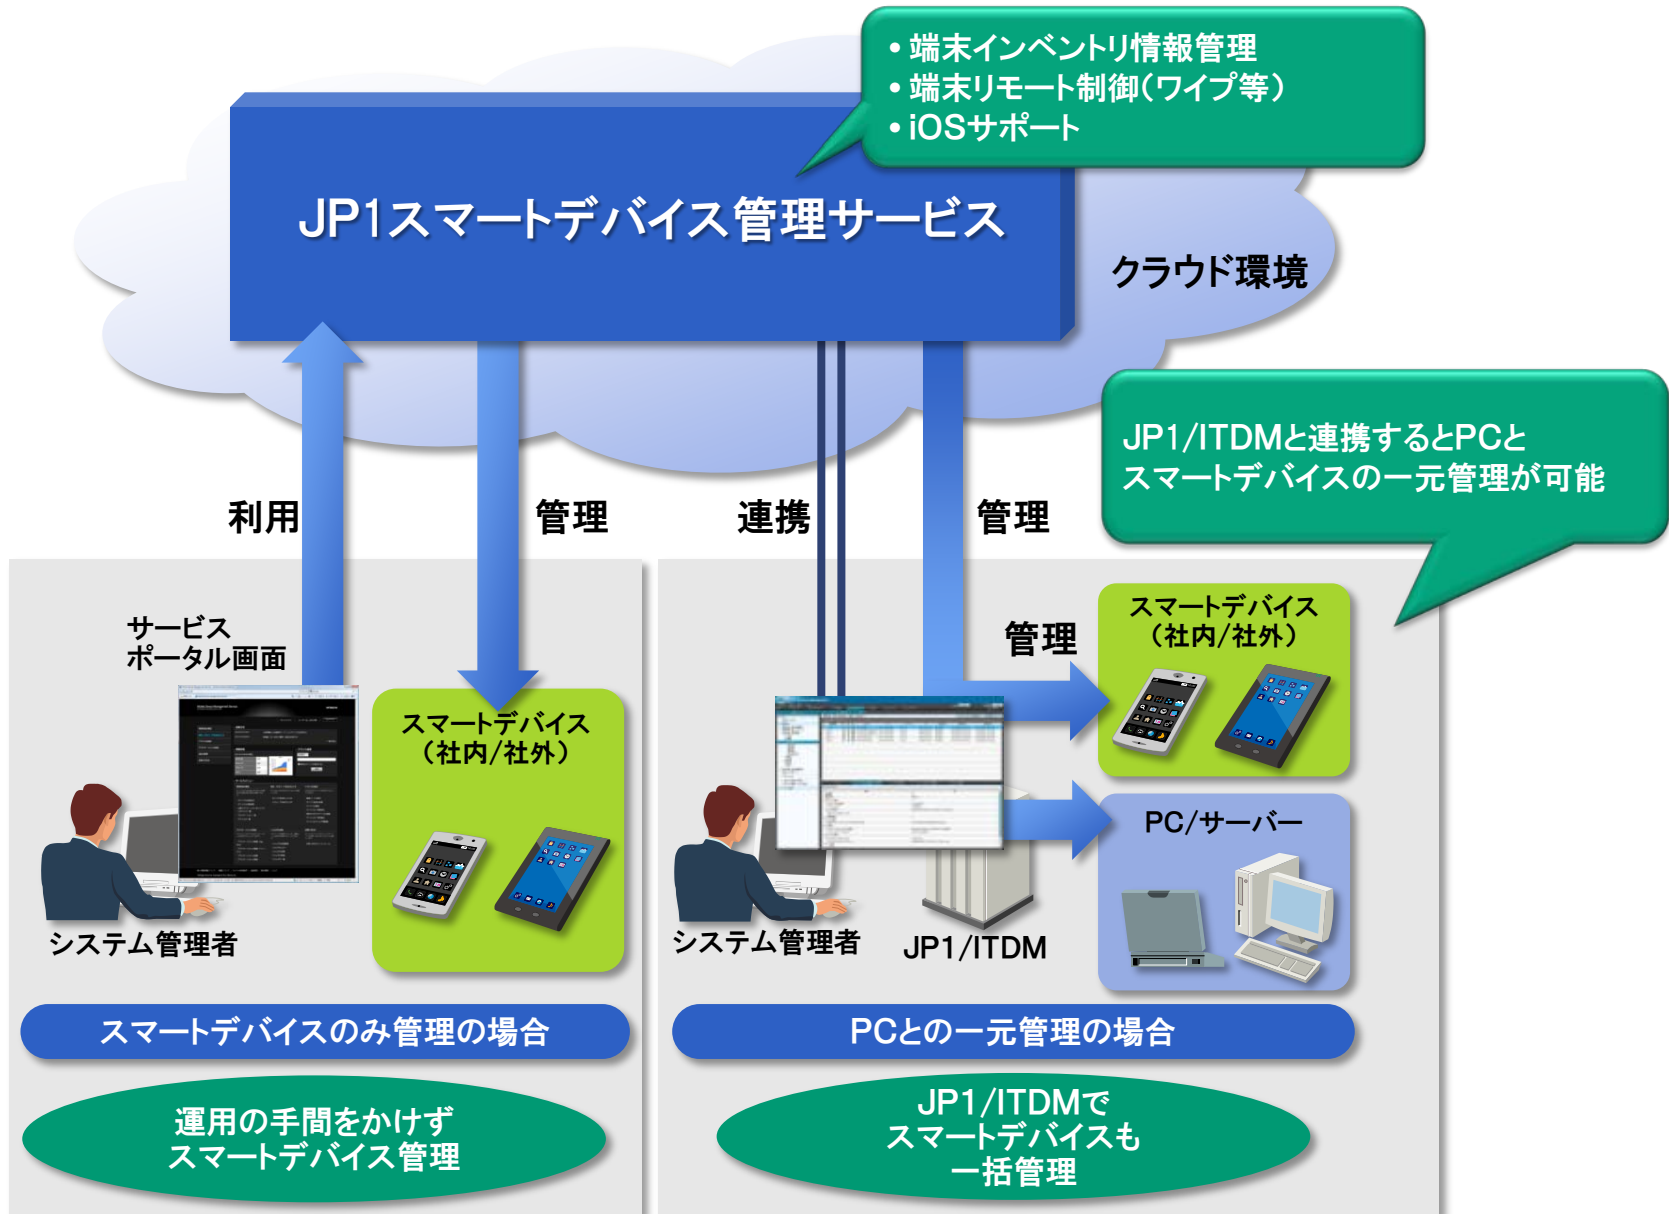 • 端末インベントリ情報管理
• 端末リモート制御(ワイプ等)
• iOSサポート
JP1スマートデバイス管理サービス
クラウド環境
JP1/ITDMと連携するとPCと
スマートデバイスの一元管理が可能
利用
管理
連携
管理
サービス
ポータル画面
スマートデバイス
(社内/社外)
システム管理者
スマートデバイスのみ管理の場合
運用の手間をかけず
スマートデバイス管理
管理
スマートデバイス
(社内/社外)
PC/サーバー
システム管理者
JP1/ITDM
PCとの一元管理の場合
JP1/ITDMで
スマートデバイスも
一括管理